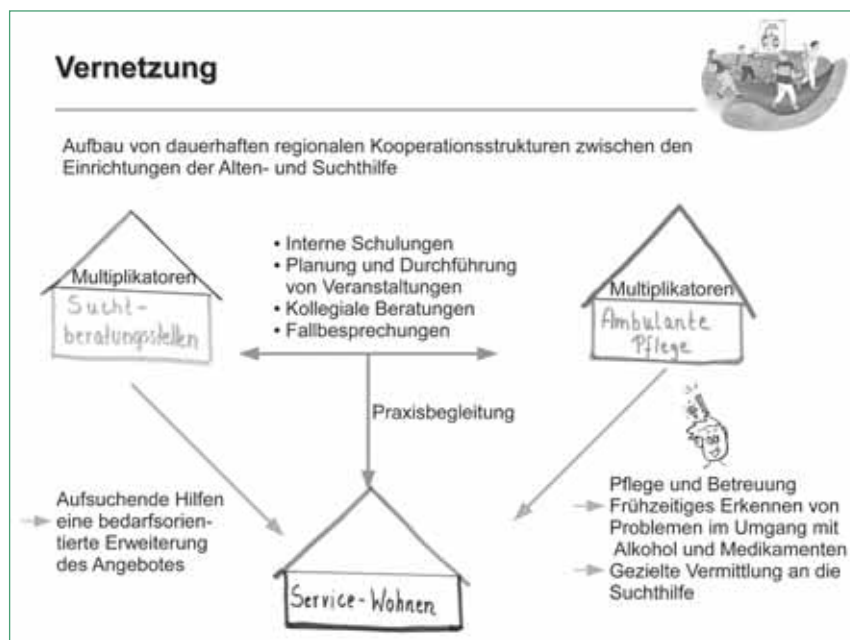 Vernetzung
Aufbau von dauerhaften regionalen Kooperationsstrukturen zwischen den
Einrichtungen der Alten- und Suchthilfe
Multiplikatoren
Sucht-
beratungsstellen
• Interne Schulungen
• Planung und Durchführung
von Veranstaltungen
• Kollegiale Beratungen
• Fallbesprechungen
Multiplikatoren
Ambulante
Pflege
Praxisbegleitung
Aufsuchende Hilfen
eine bedarfsorien-
tierte Erweiterung
des Angebotes
Pflege und Betreuung
Frühzeitiges Erkennen von
Problemen im Umgang mit
Alkohol und Medikamenten
Gezielte Vermittlung an die
Suchthilfe
Service-Wohnen